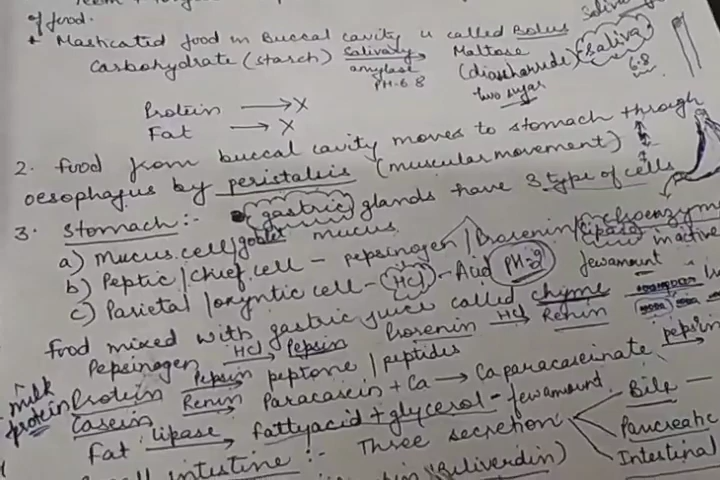 of food.
* Masticated food in Buccal cavity is called Bolus
Saliva
Carbohydrate (starch) Salivary amylase PH-6.8 → Maltose (diasaccharide) two sugar
Saliva 6.8
Protein → X
Fat → X
2. Food from buccal cavity moves to stomach through
oesophagus by peristalsis (muscular movement)
3. Stomach :- gastric glands have 3 type of cells
a) Mucus cell/goblet mucus
b) Peptic/chief cell - pepsinogen/Prorenin/lipase
inactive
few amount
c) Parietal/oxyntic cell - HCl - Acid PH=2
Food mixed with gastric juice called chyme
Pepsinogen HCl → Pepsin Prorenin HCl → Renin
Protein Pepsin → peptone/peptides
milk protein
Casein Renin → Paracasein + Ca → Ca paracaseinate pepsin
Fat lipase → fattyacid + glycerol - few amount.
intestine :- Three secretion
Bile -
Pancreatic
Intestinal
(Biliverdin)